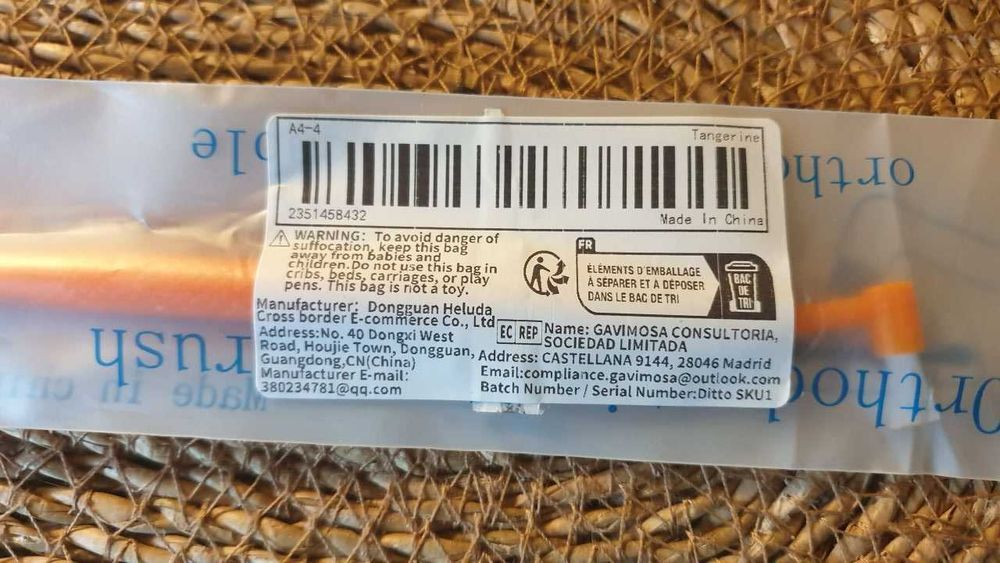 A4-4
Tangerine
2351458432
Made In China
WARNING: To avoid danger of
suffocation, keep this bag
away from babies and
children.Do not use this bag in
cribs, beds, carriages, or play
pens. This bag is not a toy.
Manufacturer: Dongguan Heluda
Cross border E-commerce Co., Ltd
Address:No. 40 Dongxi West
Road, Houjie Town, Dongguan,
Guangdong,CN(China)
Manufacturer E-mail:
380234781@qq.com
FR
ÉLÉMENTS D'EMBALLAGE
À SÉPARER ET À DÉPOSER
DANS LE BAC DE TRI
BAC
DE
TRI
EC REP
Name: GAVIMOSA CONSULTORIA,
SOCIEDAD LIMITADA
Address: CASTELLANA 9144, 28046 Madrid
Email:compliance.gavimosa@outlook.com
Batch Number / Serial Number:Ditto SKU1
ortho
ble
Orthod
rush
Made in